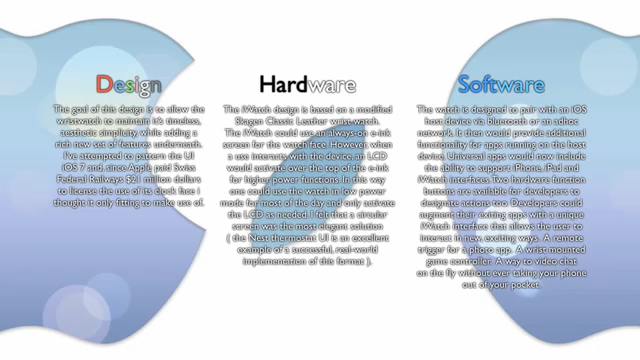 Design
The goal of this design is to allow the
wristwatch to maintain it's timeless,
aesthetic simplicity, while adding a
rich new set of features underneath.
I've attempted to pattern the UI
iOS 7 and, since Apple paid Swiss
Federal Railways $21 million dollars
to license the use of its clock face i
thought it only fitting to make use of.
Hardware
The iWatch design is based on a modified
Skagen Classic Leather wrist watch.
The iWatch could use an always-on e-ink
screen for the watch face. However, when
a use interacts with the device, an LCD
would activate over the top of the e-ink
for higher power functions. In this way
ons could use the watch in low power
mode for most of the day and only activate
the LCD as needed. I felt that a circular
screen was the most elegant solution
( the Nest thermostat UI is an excellent
example of a successful, real-world
implementation of this format ).
Software
The watch is designed to pair with an iOS
host device via bluetooth or an adhoc
network. It then would provide additional
functionality for apps running on the host
device. Universal apps would now include
the ability to support iPhone, iPad and
iWatch interfaces. Two hardware function
buttons are available for developers to
designate actions too. Developers could
augment their exiting apps with a unique
iWatch interface that allows the user to
interact in new, exciting ways. A remote
trigger for a photo app. A wrist-mounted
game controller. A way to video chat
on the fly without ever taking your phone
out of your pocket.